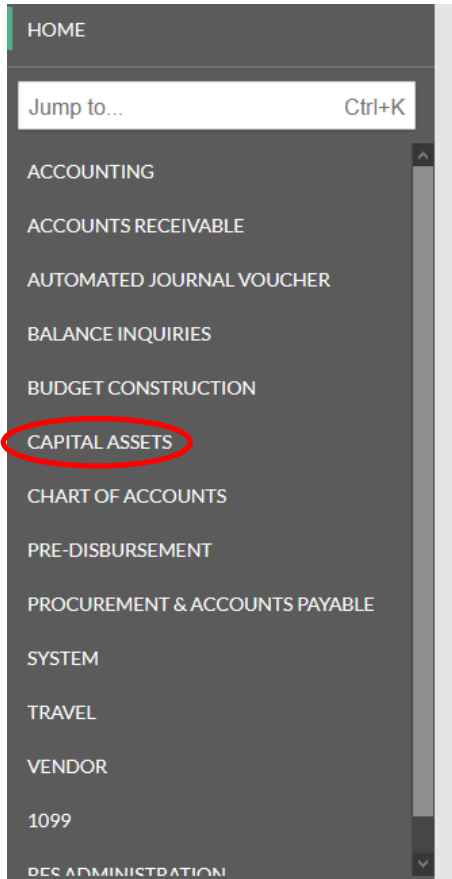 HOME
Jump to... Ctrl+K
ACCOUNTING
ACCOUNTS RECEIVABLE
AUTOMATED JOURNAL VOUCHER
BALANCE INQUIRIES
BUDGET CONSTRUCTION
CAPITAL ASSETS
CHART OF ACCOUNTS
PRE-DISBURSEMENT
PROCUREMENT & ACCOUNTS PAYABLE
SYSTEM
TRAVEL
VENDOR
1099
ADMINISTRATION